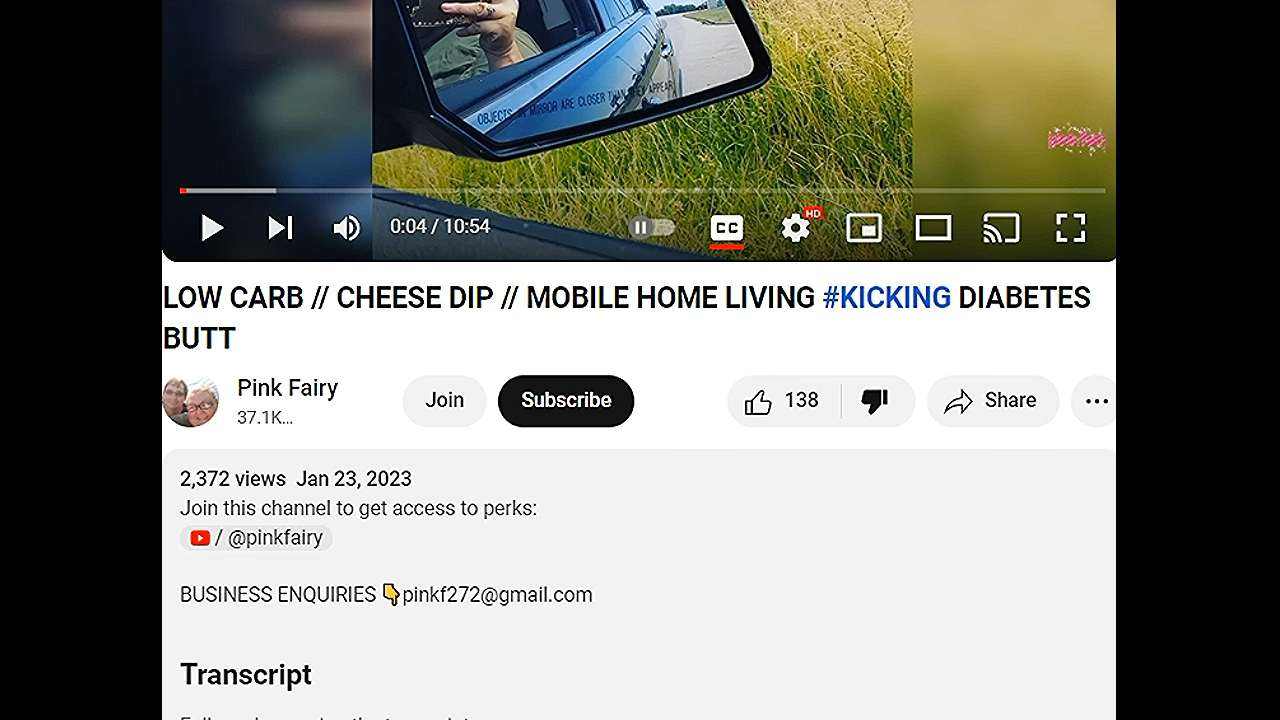 OBJECTS IN MIRROR ARE CLOSER THAN THEY APPEAR
HD
CC
0:04 / 10:54
LOW CARB // CHEESE DIP // MOBILE HOME LIVING #KICKING DIABETES
BUTT
Pink Fairy
37.1K...
Join
Subscribe
138
Share
2,372 views Jan 23, 2023
Join this channel to get access to perks:
/ @pinkfairy
BUSINESS ENQUIRIES 👇pinkf272@gmail.com
Transcript